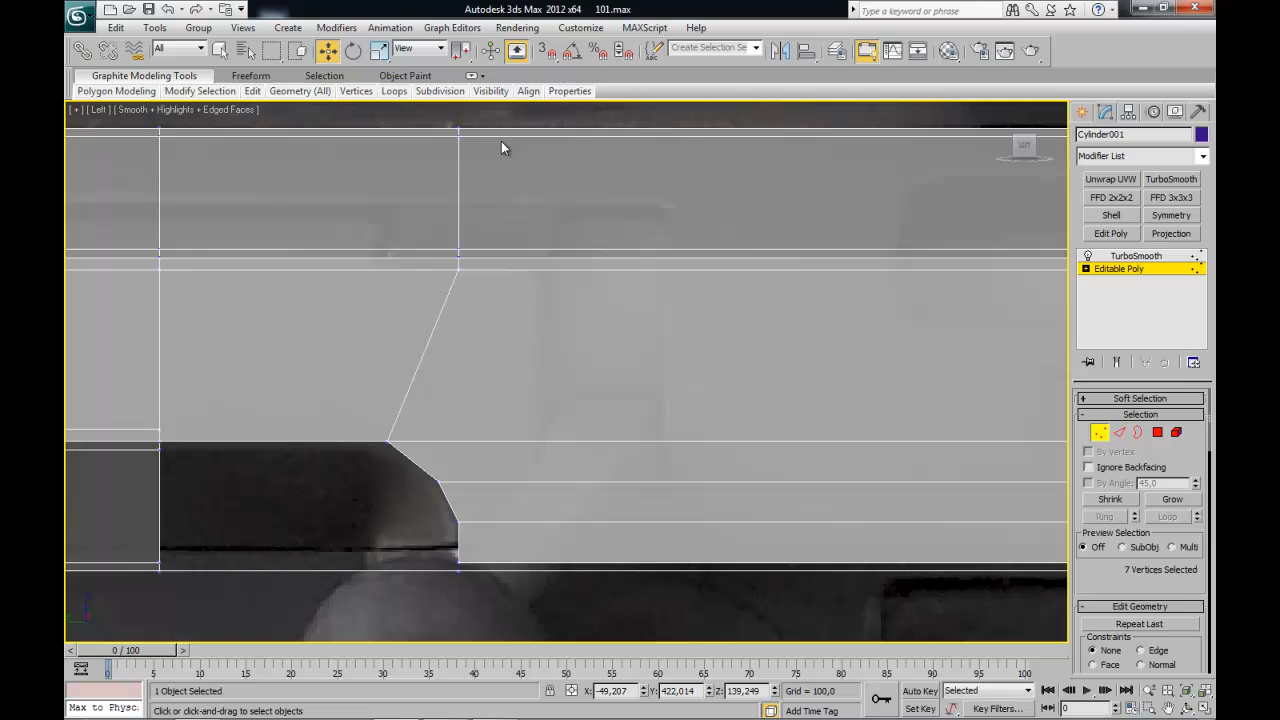 Autodesk 3ds Max 2012 x64 101.max
Type a keyword or phrase
Edit Tools Group Views Create Modifiers Animation Graph Editors Rendering Customize MAXScript Help
All View Create Selection Se
Graphite Modeling Tools Freeform Selection Object Paint
Polygon Modeling Modify Selection Edit Geometry (All) Vertices Loops Subdivision Visibility Align Properties
[ + ] [ Left ] [ Smooth + Highlights + Edged Faces ]
LEFT
Cylinder001
Modifier List
Unwrap UVW TurboSmooth
FFD 2x2x2 FFD 3x3x3
Shell Symmetry
Edit Poly Projection
TurboSmooth
Editable Poly
+ Soft Selection
- Selection
By Vertex
Ignore Backfacing
By Angle: 45,0
Shrink Grow
Ring Loop
Preview Selection
Off SubObj Multi
7 Vertices Selected
- Edit Geometry
Repeat Last
Constraints
None Edge
Face Normal
< 0 / 100 >
0 5 10 15 20 25 30 35 40 45 50 55 60 65 70 75 80 85 90 95 100
1 Object Selected X: -49,207 Y: 422,014 Z: 139,249 Grid = 100,0 Auto Key Selected
Max to Physc. Click or click-and-drag to select objects Add Time Tag Set Key Key Filters... 0